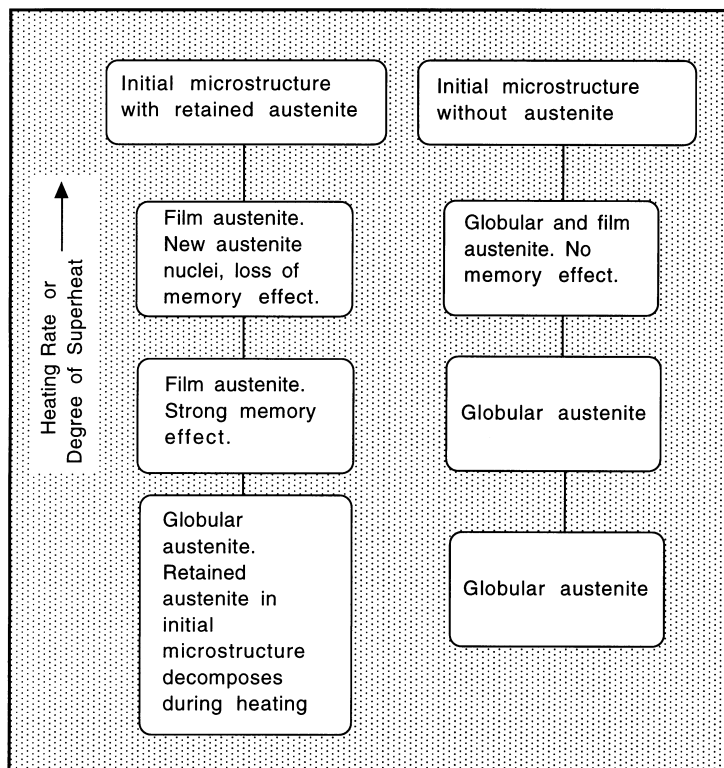 Initial microstructure
with retained austenite
Initial microstructure
without austenite
Heating Rate or
Degree of Superheat
Film austenite.
New austenite
nuclei, loss of
memory effect.
Globular and film
austenite. No
memory effect.
Film austenite.
Strong memory
effect.
Globular austenite
Globular
austenite.
Retained
austenite in
initial
microstructure
decomposes
during heating
Globular austenite